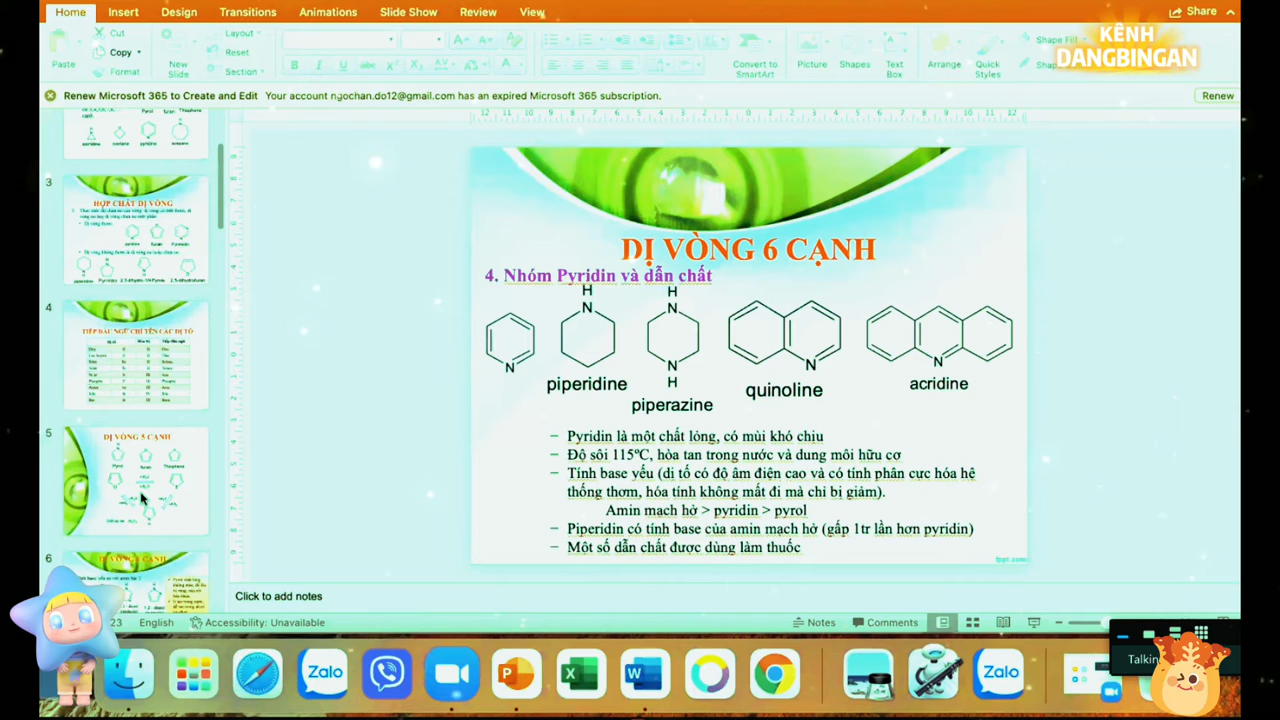 Home Insert Design Transitions Animations Slide Show Review View Share
KÊNH
DANGBINGAN
Cut
Copy
Format
Paste
New
Slide
Layout
Reset
Section
Convert to
SmartArt
Picture
Shapes
Text
Box
Arrange
Quick
Styles
Shape Fill
Renew Microsoft 365 to Create and Edit Your account ngochan.do12@gmail.com has an expired Microsoft 365 subscription. Renew
3
HỢP CHẤT DỊ VÒNG
4
TIẾP ĐẦU NGỮ CHỈ TÊN CÁC DỊ TỐ
5
DỊ VÒNG 5 CẠNH
Pyrol furan Thiophene
6
DỊ VÒNG 6 CẠNH
4. Nhóm Pyridin và dẫn chất
N
H
N
piperidine
H
N
N
H
piperazine
N
quinoline
N
acridine
– Pyridin là một chất lỏng, có mùi khó chịu
– Độ sôi 115ºC, hòa tan trong nước và dung môi hữu cơ
– Tính base yếu (dị tố có độ âm điện cao và có tính phân cực hóa hệ
thống thơm, hóa tính không mất đi mà chỉ bị giảm).
Amin mạch hở > pyridin > pyrol
– Piperidin có tính base của amin mạch hở (gấp 1tr lần hơn pyridin)
– Một số dẫn chất được dùng làm thuốc
fppt.com
Click to add notes
23 English Accessibility: Unavailable Notes Comments
Talking
Zalo
Zalo